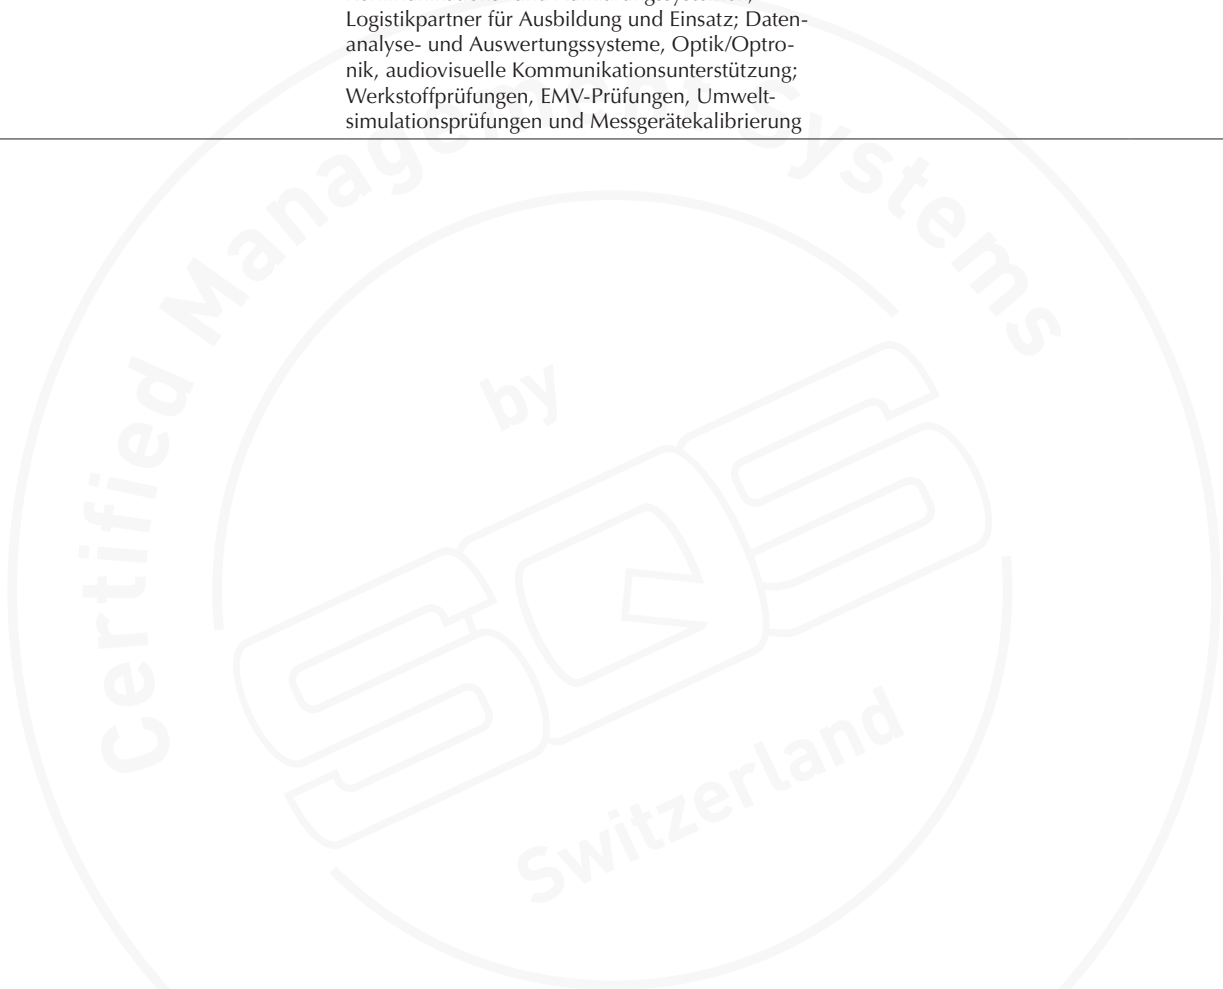 Logistikpartner für Ausbildung und Einsatz; Daten-
analyse- und Auswertungssysteme, Optik/Optro-
nik, audiovisuelle Kommunikationsunterstützung;
Werkstoffprüfungen, EMV-Prüfungen, Umwelt-
simulationsprüfungen und Messgerätekalibrierung
Certified Management Systems
by
SQS
Switzerland